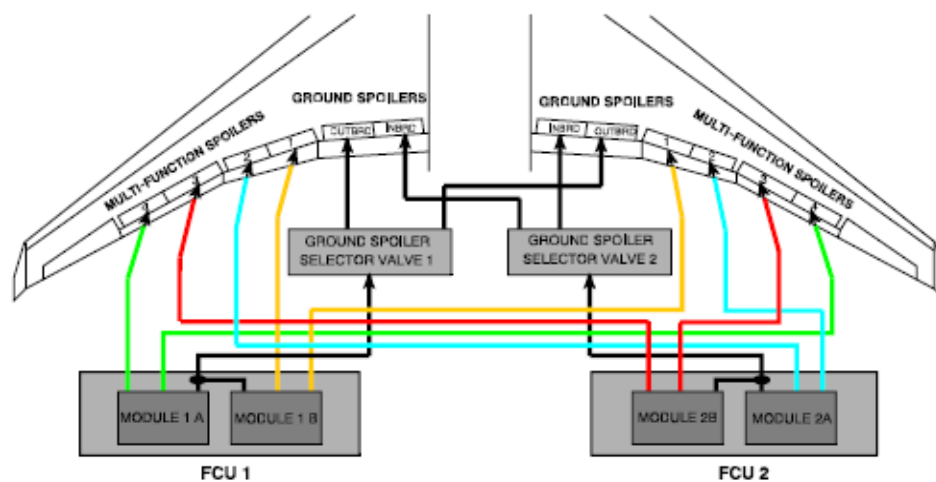 GROUND SPOILERS
GROUND SPOILERS
MULTI-FUNCTION SPOILERS
MULTI-FUNCTION SPOILERS
OUTBRD
INBRD
INBRD
OUTBRD
4
3
2
1
1
2
3
4
GROUND SPOILER
SELECTOR VALVE 1
GROUND SPOILER
SELECTOR VALVE 2
MODULE 1 A
MODULE 1 B
MODULE 2B
MODULE 2A
FCU 1
FCU 2